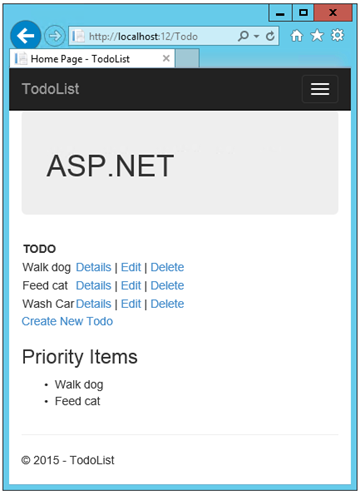 http://localhost:12/Todo
Home Page - TodoList
TodoList
ASP.NET
TODO
Walk dog Details | Edit | Delete
Feed cat Details | Edit | Delete
Wash Car Details | Edit | Delete
Create New Todo
Priority Items
• Walk dog
• Feed cat
© 2015 - TodoList